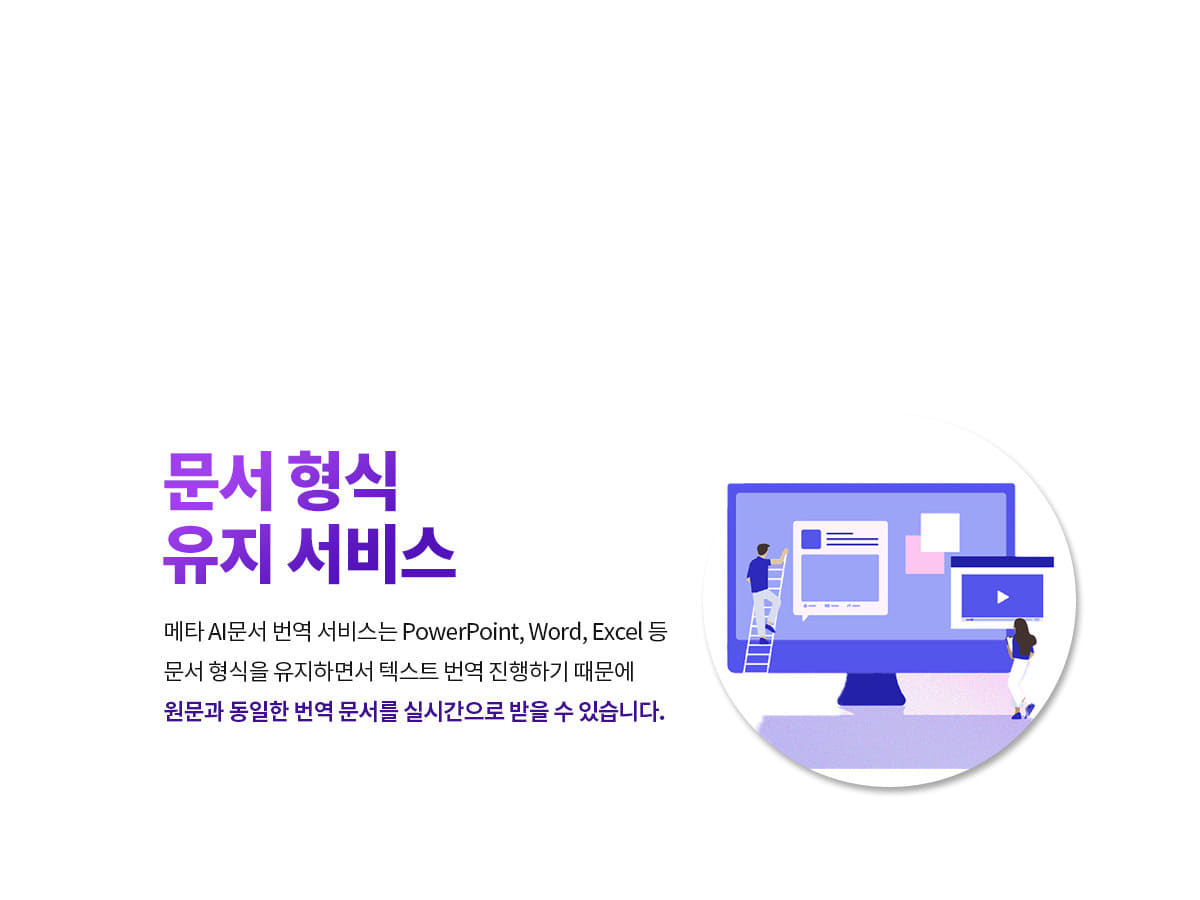 문서 형식
유지 서비스
메타 AI문서 번역 서비스는 PowerPoint, Word, Excel 등
문서 형식을 유지하면서 텍스트 번역 진행하기 때문에
원문과 동일한 번역 문서를 실시간으로 받을 수 있습니다.